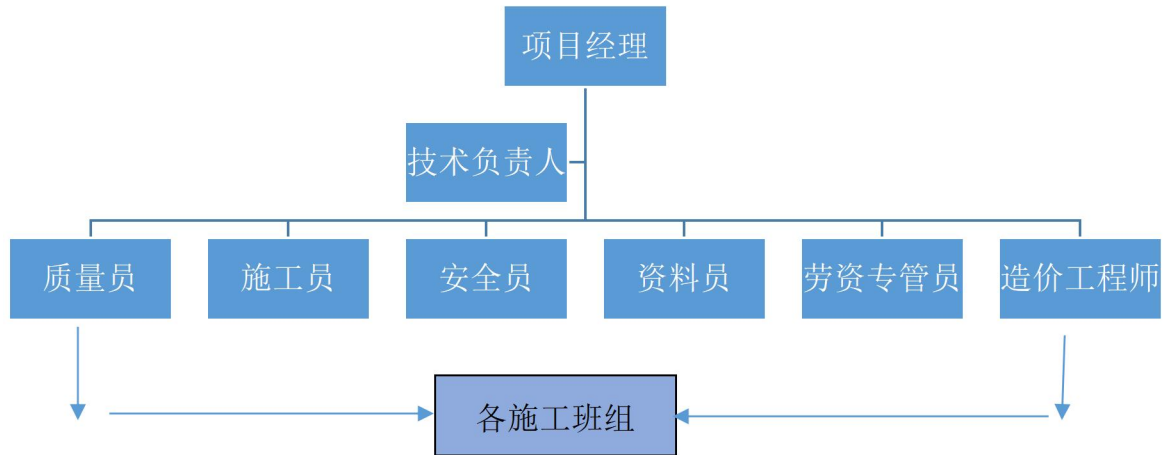 项目经理
技术负责人
质量员
施工员
安全员
资料员
劳资专管员
造价工程师
各施工班组